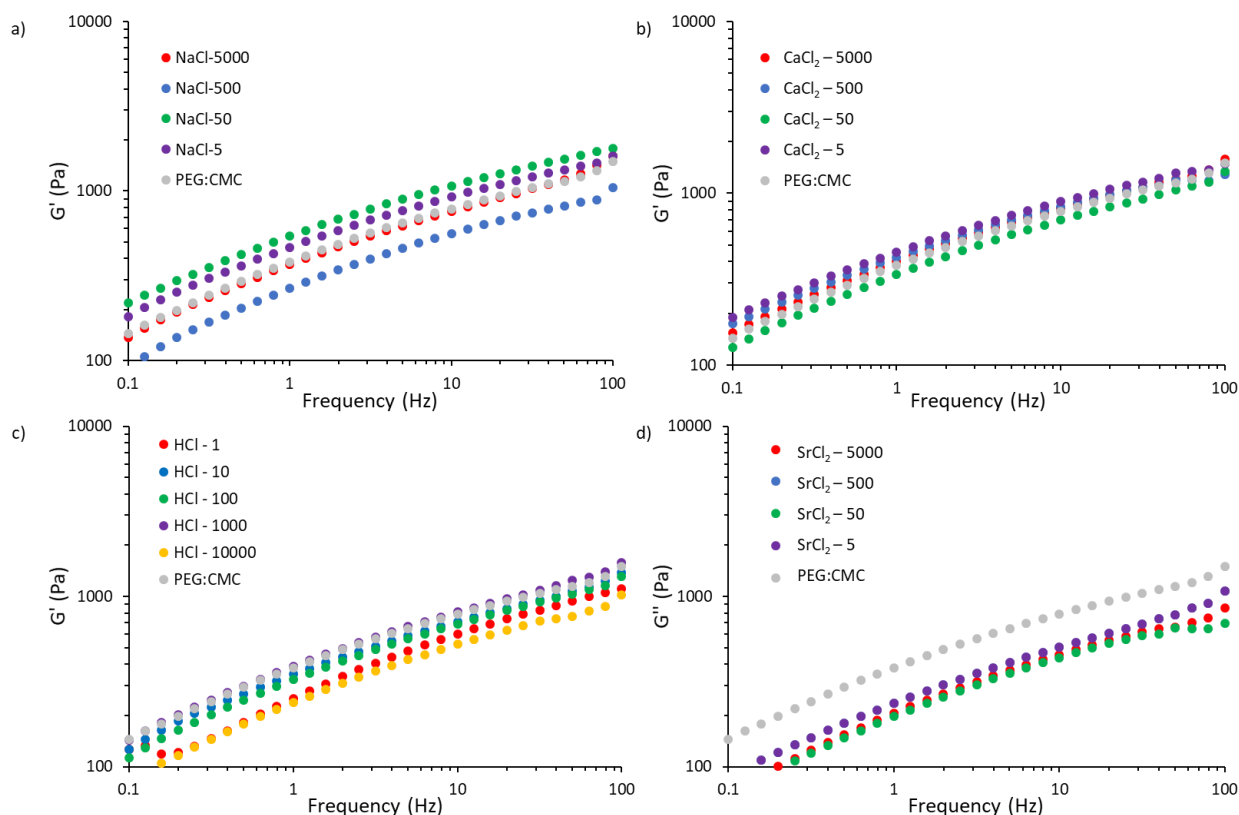 a)
10000
1000
100
G' (Pa)
NaCl-5000
NaCl-500
NaCl-50
NaCl-5
PEG:CMC
0.1 1 10 100
Frequency (Hz)
b)
10000
1000
100
G' (Pa)
CaCl₂ – 5000
CaCl₂ – 500
CaCl₂ – 50
CaCl₂ – 5
PEG:CMC
0.1 1 10 100
Frequency (Hz)
c)
10000
1000
100
G' (Pa)
HCl - 1
HCl - 10
HCl - 100
HCl - 1000
HCl - 10000
PEG:CMC
0.1 1 10 100
Frequency (Hz)
d)
10000
1000
100
G'' (Pa)
SrCl₂ – 5000
SrCl₂ – 500
SrCl₂ – 50
SrCl₂ – 5
PEG:CMC
0.1 1 10 100
Frequency (Hz)